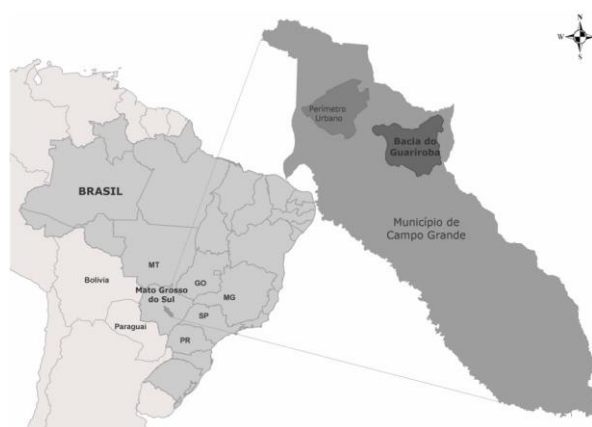 N
W
E
S
Perímetro
Urbano
Bacia do
Guariroba
Município de
Campo Grande
BRASIL
MT
Bolívia
GO
Mato Grosso
do Sul
MG
SP
Paraguai
PR